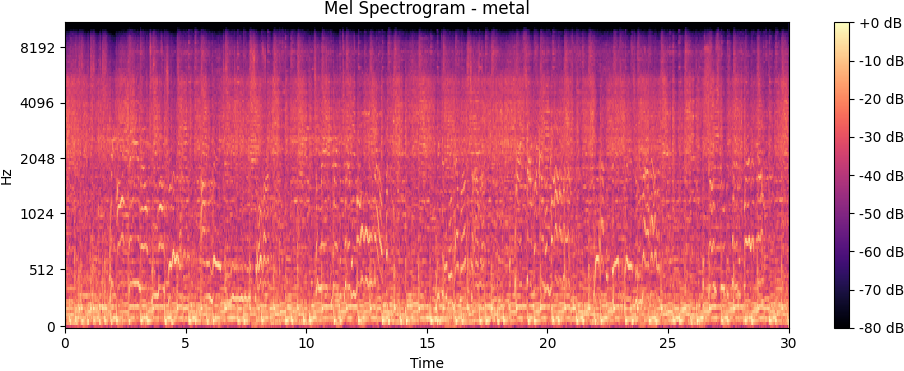 Mel Spectrogram - metal
8192
4096
2048
1024
512
0
Hz
0 5 10 15 20 25 30
Time
+0 dB
-10 dB
-20 dB
-30 dB
-40 dB
-50 dB
-60 dB
-70 dB
-80 dB